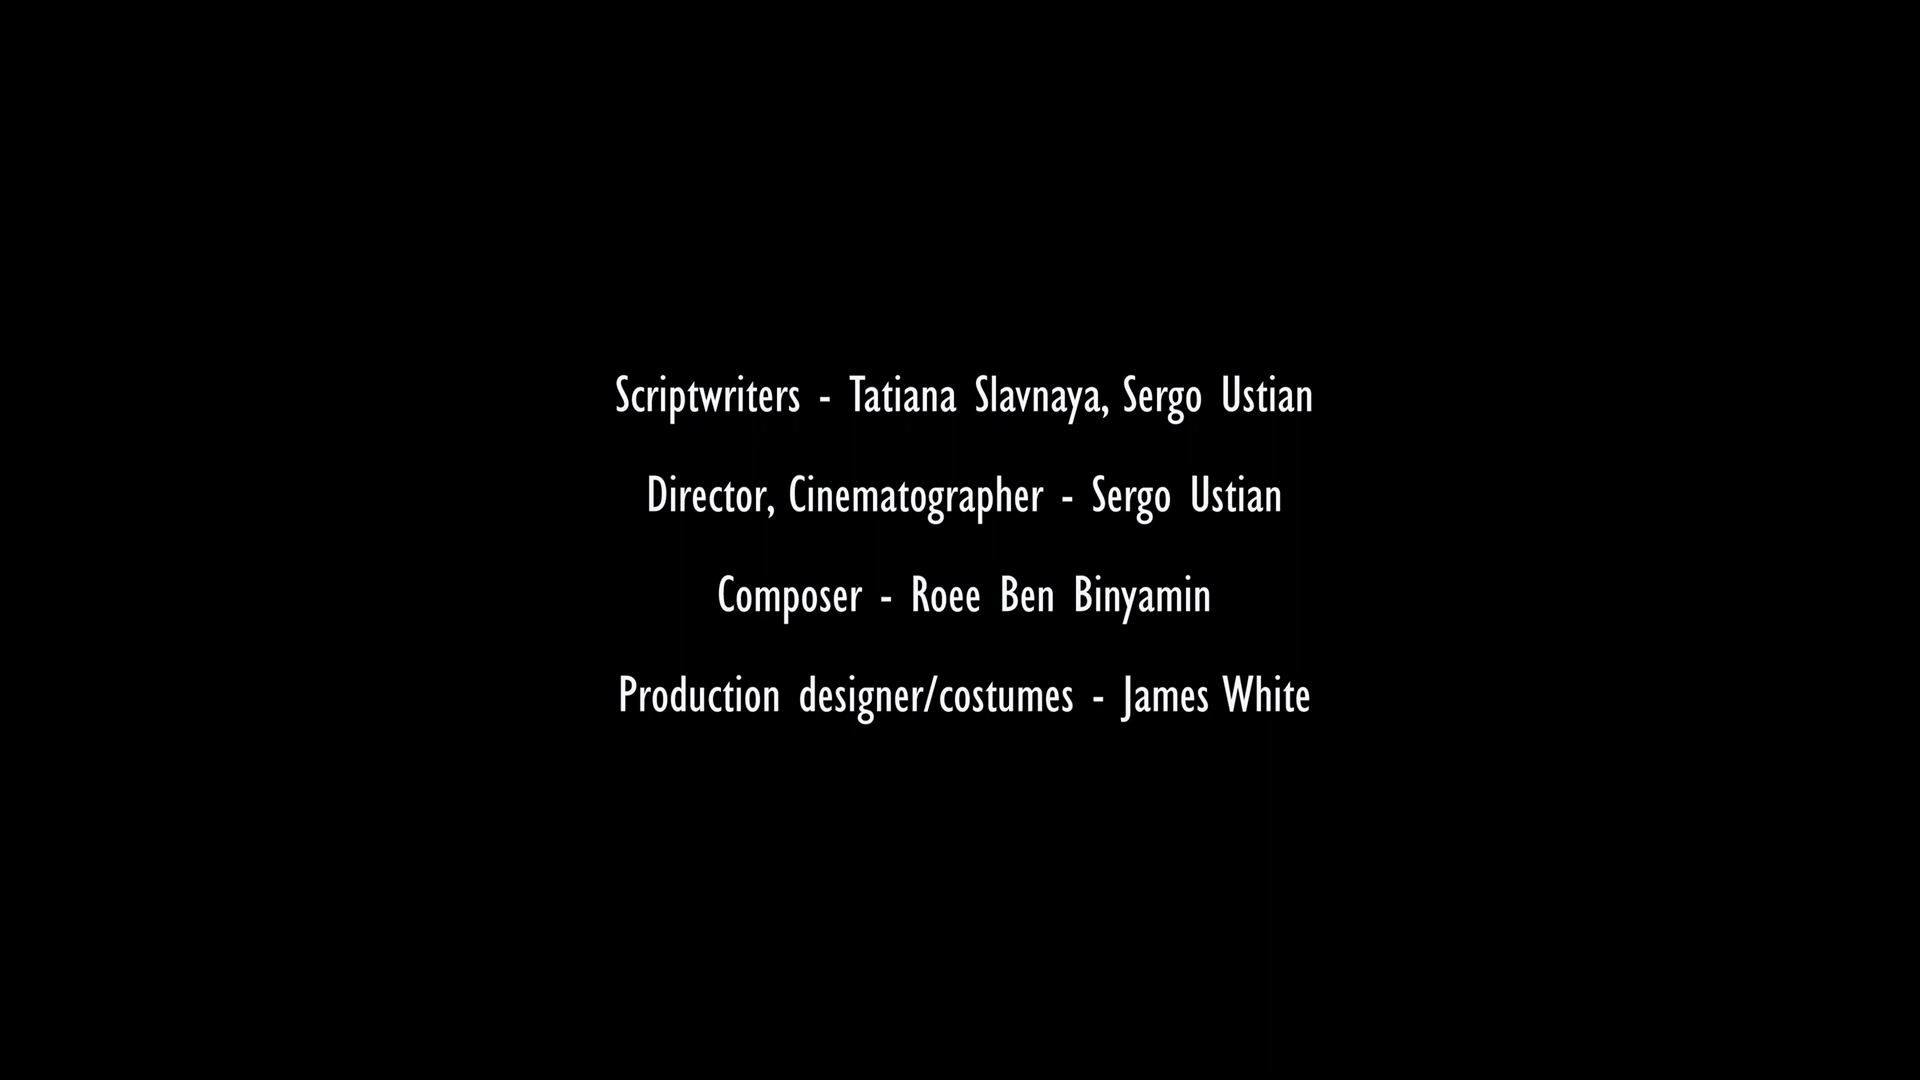 Scriptwriters - Tatiana Slavnaya, Sergo Ustian
Director, Cinematographer - Sergo Ustian
Composer - Roee Ben Binyamin
Production designer/costumes - James White